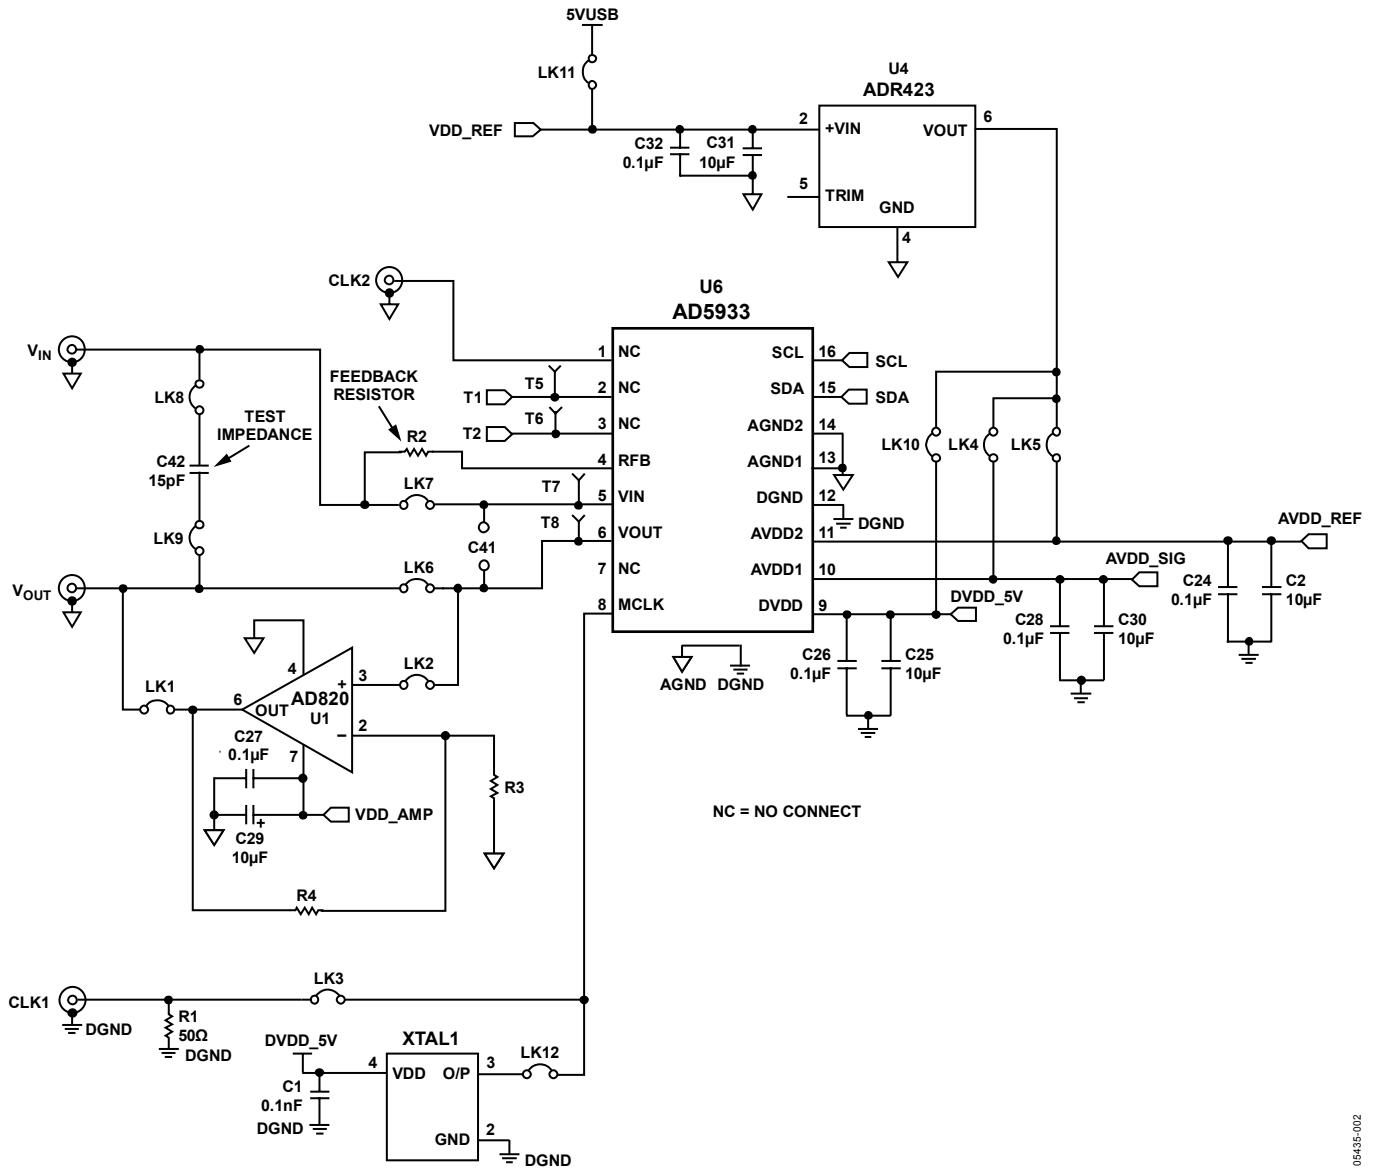 5VUSB
LK11
U4
ADR423
VDD_REF
2
+VIN
VOUT
6
C32
0.1µF
C31
10µF
5
TRIM
GND
4
CLK2
U6
AD5933
VIN
1
NC
SCL
16
SCL
T5
T1
2
NC
SDA
15
SDA
FEEDBACK
RESISTOR
LK8
T6
T2
3
NC
AGND2
14
TEST
IMPEDANCE
R2
LK10
LK4
LK5
C42
15pF
4
RFB
AGND1
13
LK7
T7
5
VIN
DGND
12
DGND
LK9
C41
T8
6
VOUT
AVDD2
11
AVDD_REF
VOUT
LK6
7
NC
AVDD1
10
AVDD_SIG
C24
0.1µF
C2
10µF
8
MCLK
DVDD
9
DVDD_5V
C28
0.1µF
C30
10µF
C26
0.1µF
C25
10µF
AGND
DGND
LK1
6
OUT
4
AD820
U1
+
3
LK2
–
2
7
C27
0.1µF
R3
VDD_AMP
+
C29
10µF
NC = NO CONNECT
R4
CLK1
DGND
R1
50Ω
DGND
LK3
XTAL1
DVDD_5V
4
VDD
O/P
3
LK12
C1
0.1nF
DGND
GND
2
DGND
05435-002